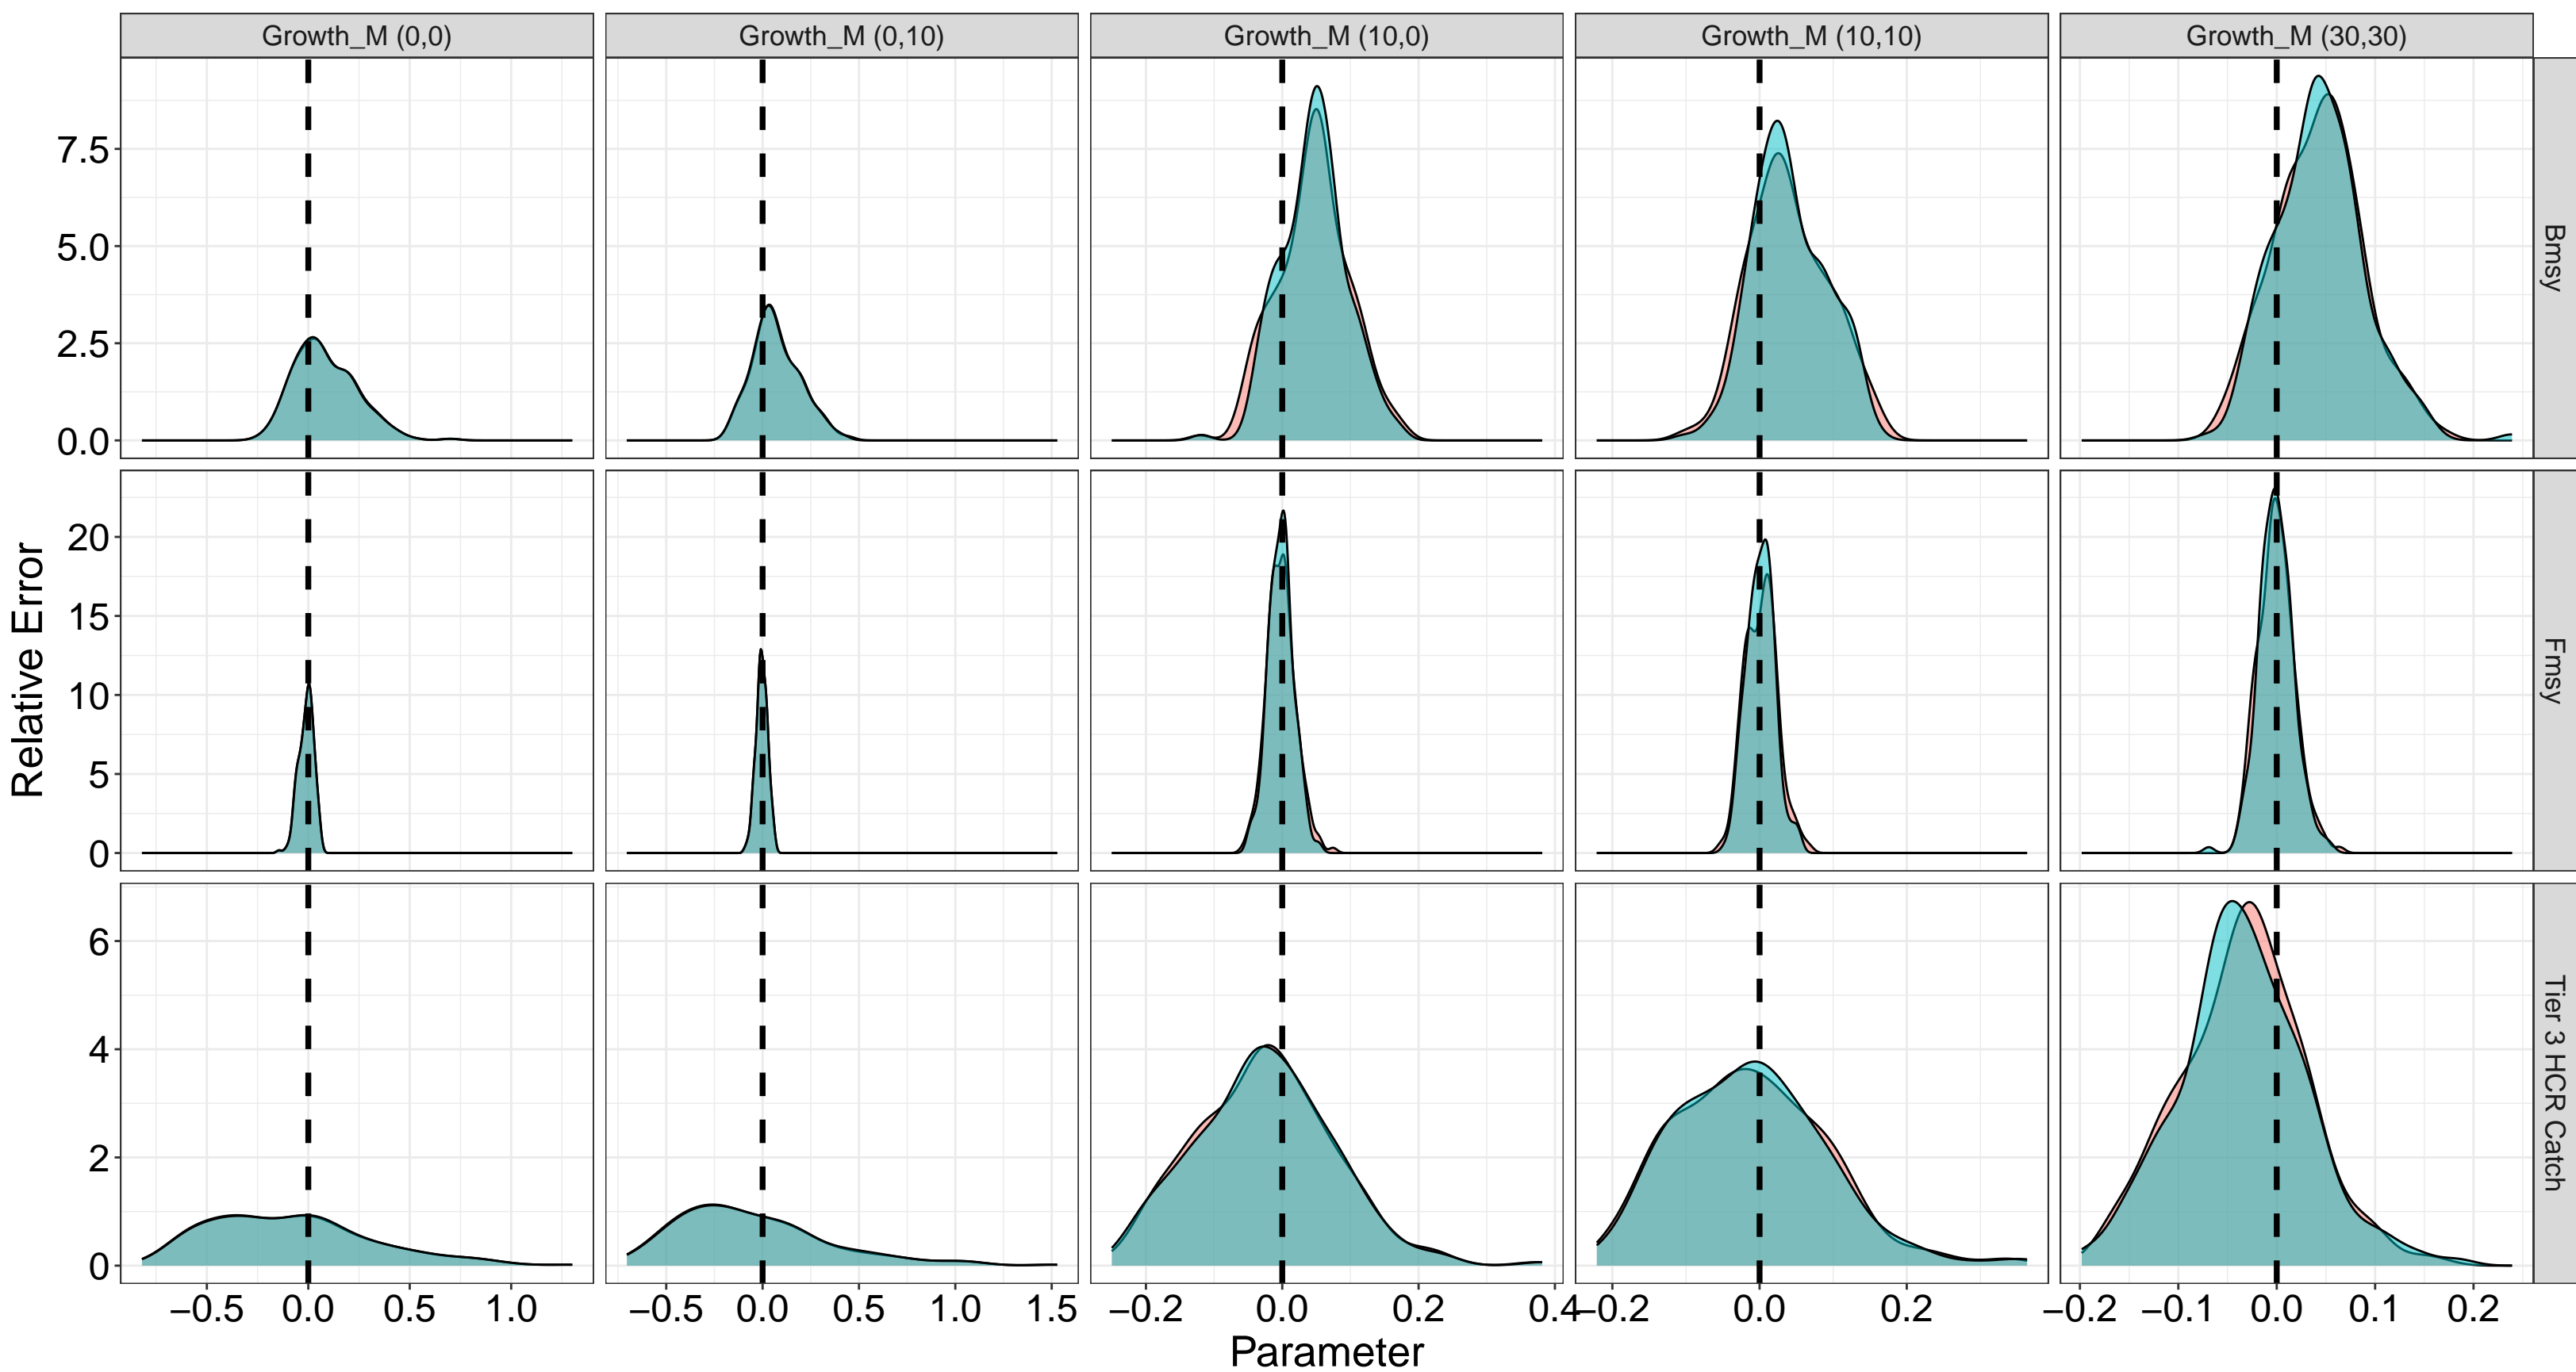 Growth_M (0,0) Growth_M (0,10) Growth_M (10,0) Growth_M (10,10) Growth_M (30,30)
7.5
5.0
2.5
0.0
Bmsy
20
15
10
5
0
Fmsy
6
4
2
0
Tier 3 HCR Catch
Relative Error
−0.5 0.0 0.5 1.0 −0.5 0.0 0.5 1.0 1.5 −0.2 0.0 0.2 0.4 −0.2 0.0 0.2 −0.2 −0.1 0.0 0.1 0.2
Parameter